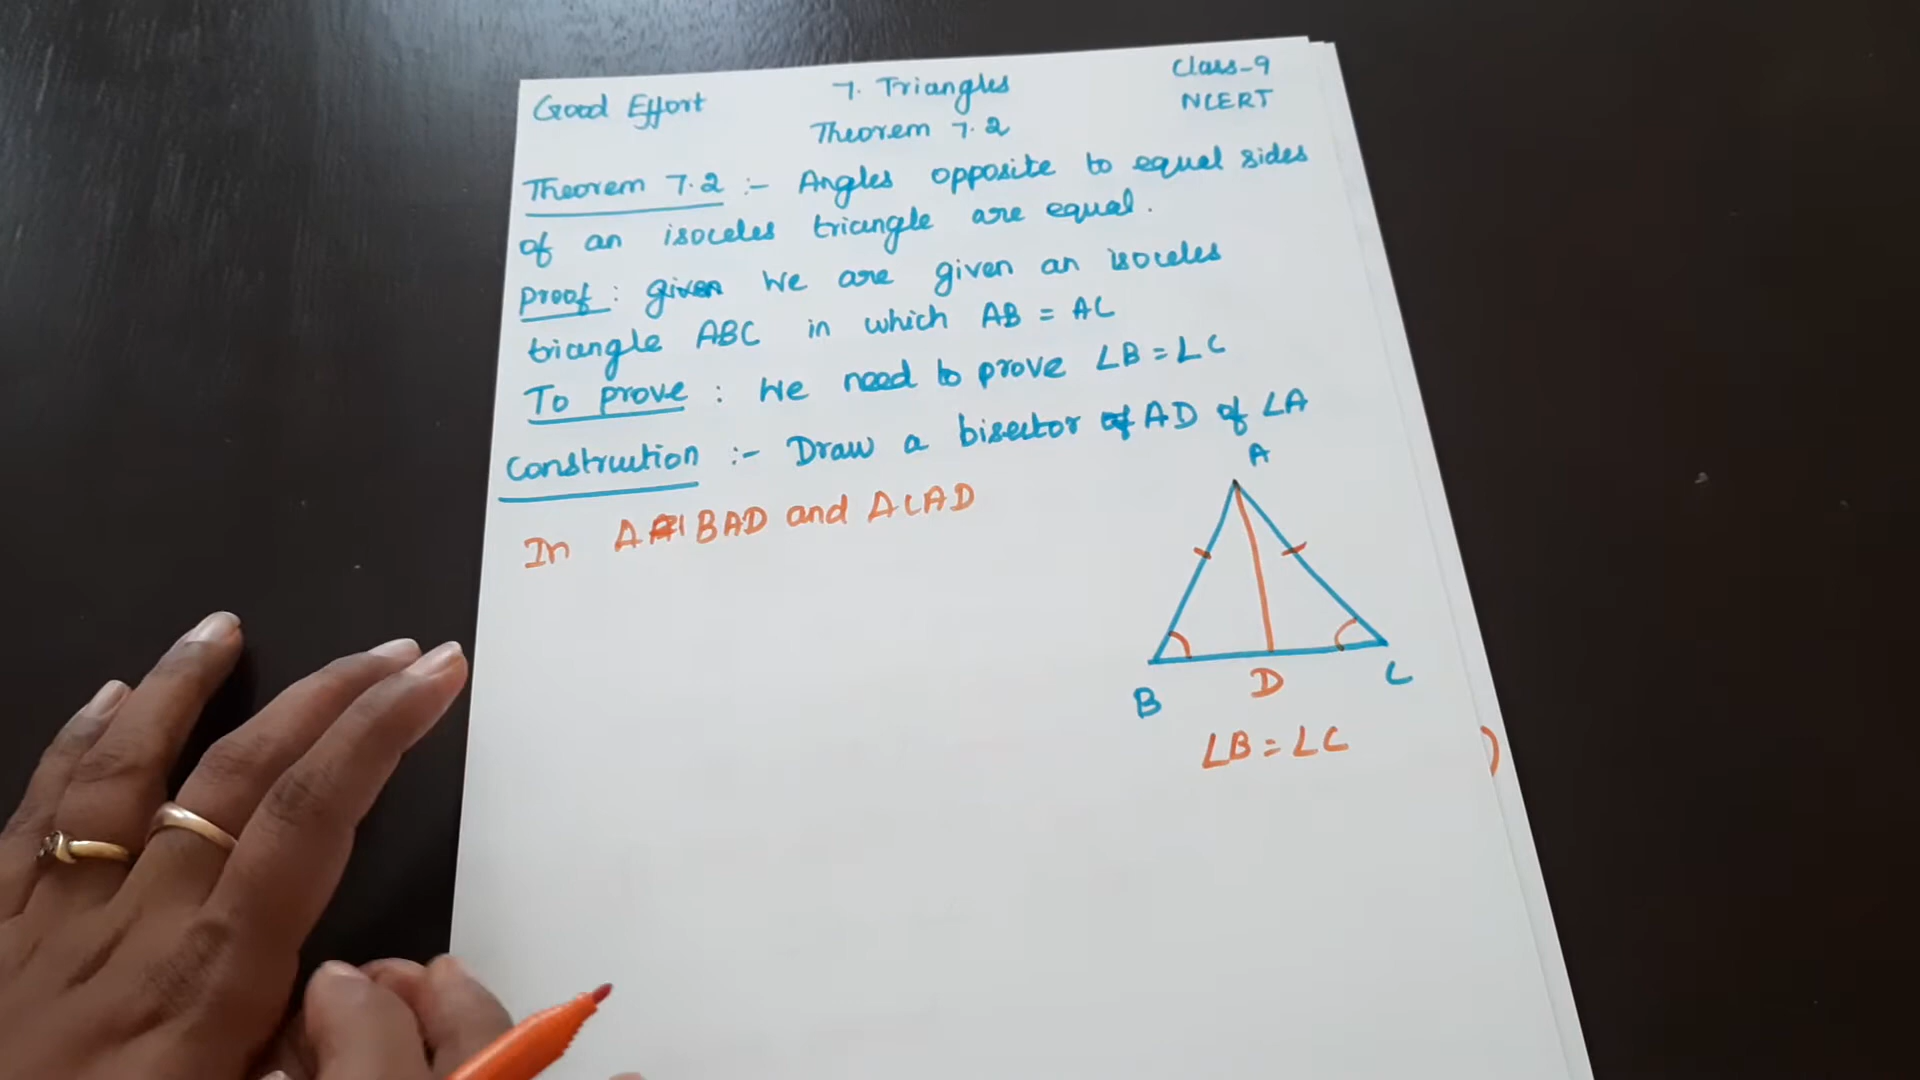 Good Effort
7. Triangles
Class-9
NCERT
Theorem 7.2
Theorem 7.2 :- Angles opposite to equal sides
of an isoceles triangle are equal.
Proof : given We are given an isoceles
triangle ABC in which AB = AC
To prove : We need to prove ∠B = ∠C
Construction :- Draw a bisector of AD of ∠A
In Δ BAD and ΔCAD
A
B
D
C
∠B = ∠C